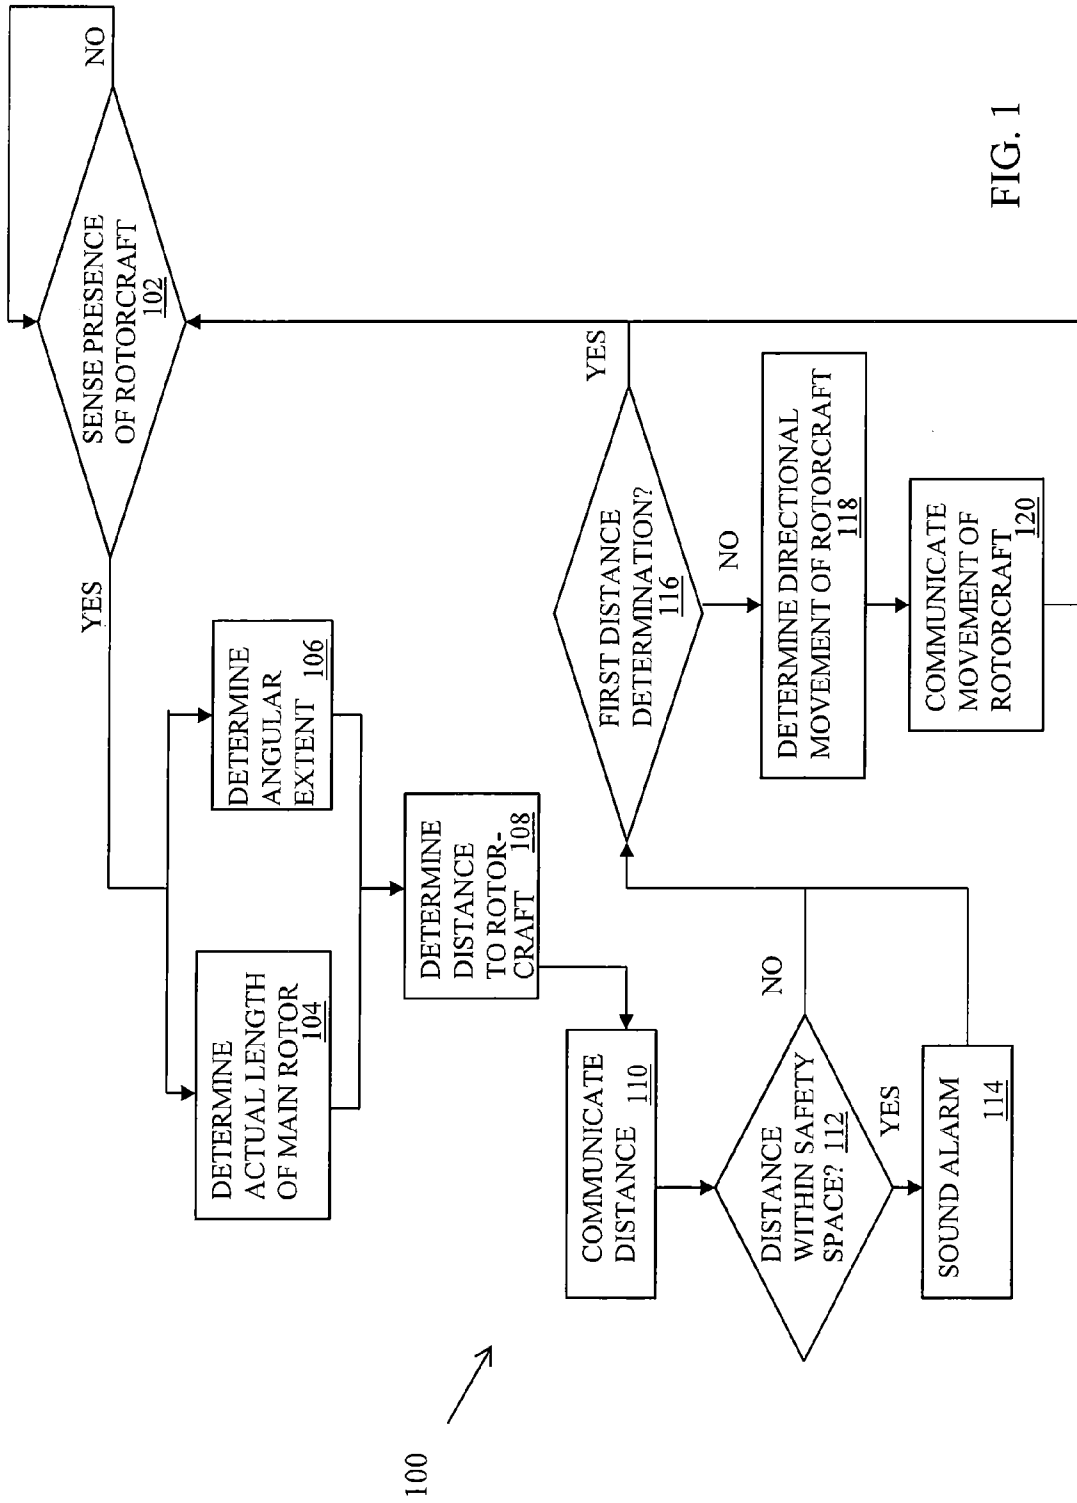 NO
SENSE PRESENCE
OF ROTORCRAFT
102
YES
DETERMINE
ACTUAL LENGTH
OF MAIN ROTOR
104
DETERMINE
ANGULAR
EXTENT 106
DETERMINE
DISTANCE
TO ROTOR-
CRAFT 108
COMMUNICATE
DISTANCE 110
DISTANCE
WITHIN SAFETY
SPACE? 112
NO
YES
SOUND ALARM
114
FIRST DISTANCE
DETERMINATION?
116
YES
NO
DETERMINE DIRECTIONAL
MOVEMENT OF ROTORCRAFT
118
COMMUNICATE
MOVEMENT OF
ROTORCRAFT
120
100
FIG. 1